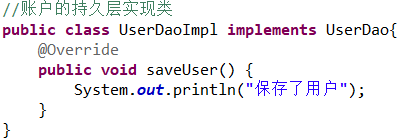 //账户的持久层实现类
public class UserDaoImpl implements UserDao{
    @Override
    public void saveUser() {
        System.out.println("保存了用户");
    }
}